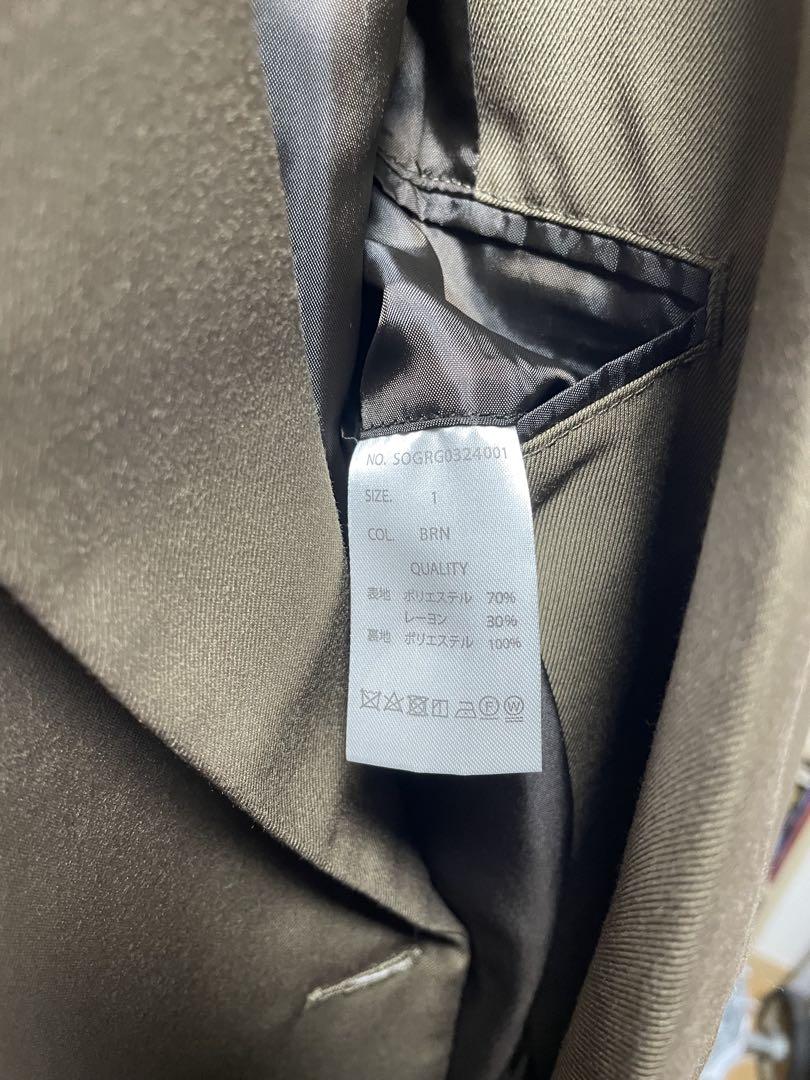 NO. SOGRG0324001
SIZE. 1
COL. BRN
QUALITY
表地 ポリエステル 70%
レーヨン 30%
裏地 ポリエステル 100%
F W